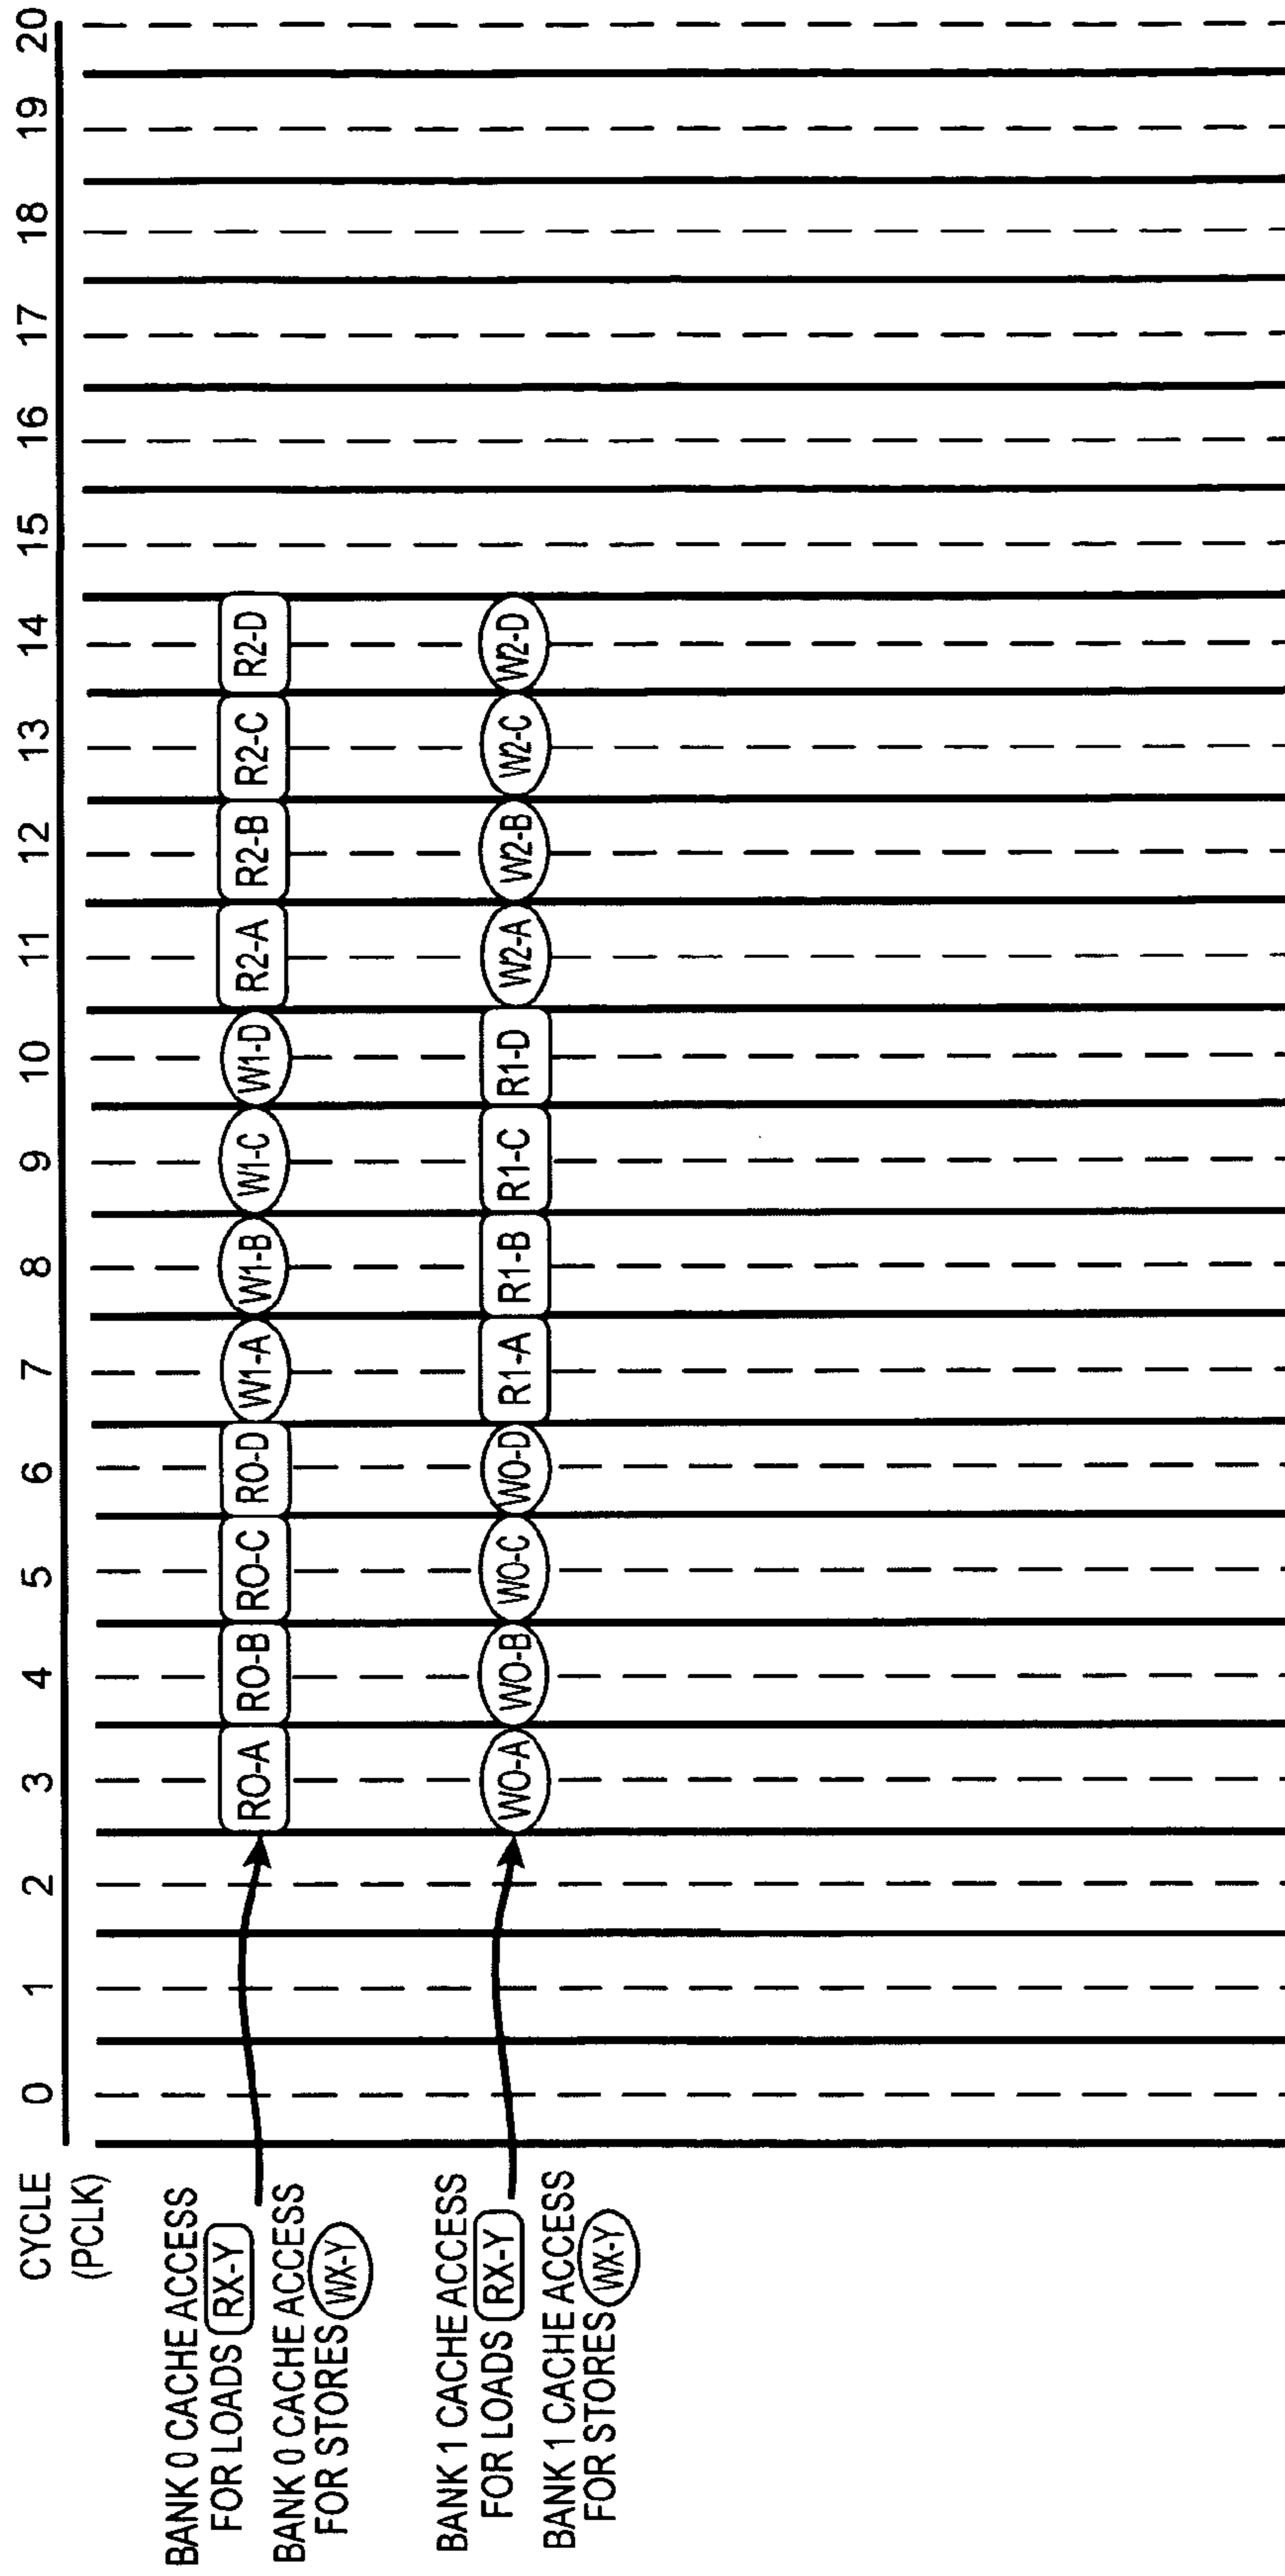 CYCLE 0 1 2 3 4 5 6 7 8 9 10 11 12 13 14 15 16 17 18 19 20
(PCLK)
BANK 0 CACHE ACCESS
FOR LOADS RX-Y
BANK 0 CACHE ACCESS
FOR STORES WX-Y
RO-A RO-B RO-C RO-D W1-A W1-B W1-C W1-D R2-A R2-B R2-C R2-D
BANK 1 CACHE ACCESS
FOR LOADS RX-Y
BANK 1 CACHE ACCESS
FOR STORES WX-Y
WO-A WO-B WO-C WO-D R1-A R1-B R1-C R1-D W2-A W2-B W2-C W2-D